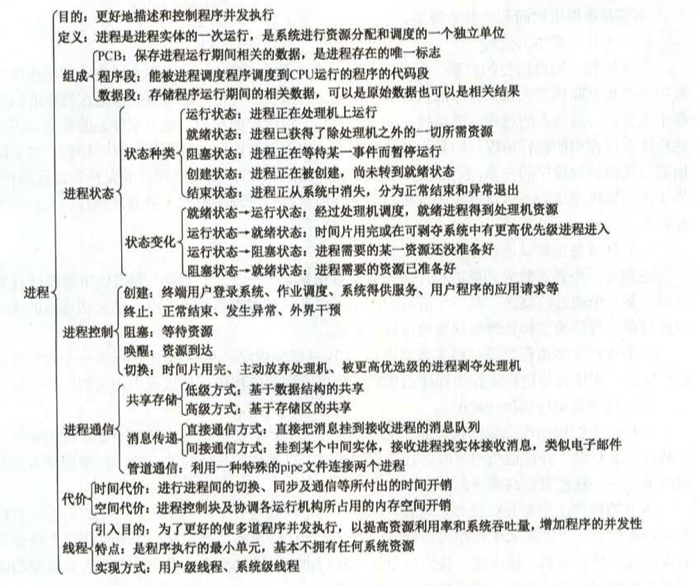 目的：更好地描述和控制程序并发执行
定义：进程是进程实体的一次运行，是系统进行资源分配和调度的一个独立单位
PCB：保存进程运行期间相关的数据，是进程存在的唯一标志
组成 程序段：能被进程调度程序调度到CPU运行的程序的代码段
数据段：存储程序运行期间的相关数据，可以是原始数据也可以是相关结果
运行状态：进程正在处理机上运行
就绪状态：进程已获得了除处理机之外的一切所需资源
状态种类 阻塞状态：进程正在等待某一事件而暂停运行
创建状态：进程正在被创建，尚未转到就绪状态
进程状态 结束状态：进程正从系统中消失，分为正常结束和异常退出
就绪状态→运行状态：经过处理机调度，就绪进程得到处理机资源
状态变化 运行状态→就绪状态：时间片用完或在可剥夺系统中有更高优先级进程进入
运行状态→阻塞状态：进程需要的某一资源还没准备好
阻塞状态→就绪状态：进程需要的资源已准备好
进程 创建：终端用户登录系统、作业调度、系统得供服务、用户程序的应用请求等
终止：正常结束、发生异常、外界干预
进程控制 阻塞：等待资源
唤醒：资源到达
切换：时间片用完、主动放弃处理机、被更高优选级的进程剥夺处理机
共享存储 低级方式：基于数据结构的共享
高级方式：基于存储区的共享
进程通信 消息传递 直接通信方式：直接把消息挂到接收进程的消息队列
间接通信方式：挂到某个中间实体，接收进程找实体接收消息，类似电子邮件
管道通信：利用一种特殊的pipe文件连接两个进程
代价 时间代价：进行进程间的切换、同步及通信等所付出的时间开销
空间代价：进程控制块及协调各运行机构所占用的内存空间开销
引入目的：为了更好的使多道程序并发执行，以提高资源利用率和系统吞吐量，增加程序的并发性
线程 特点：是程序执行的最小单元，基本不拥有任何系统资源
实现方式：用户级线程、系统级线程